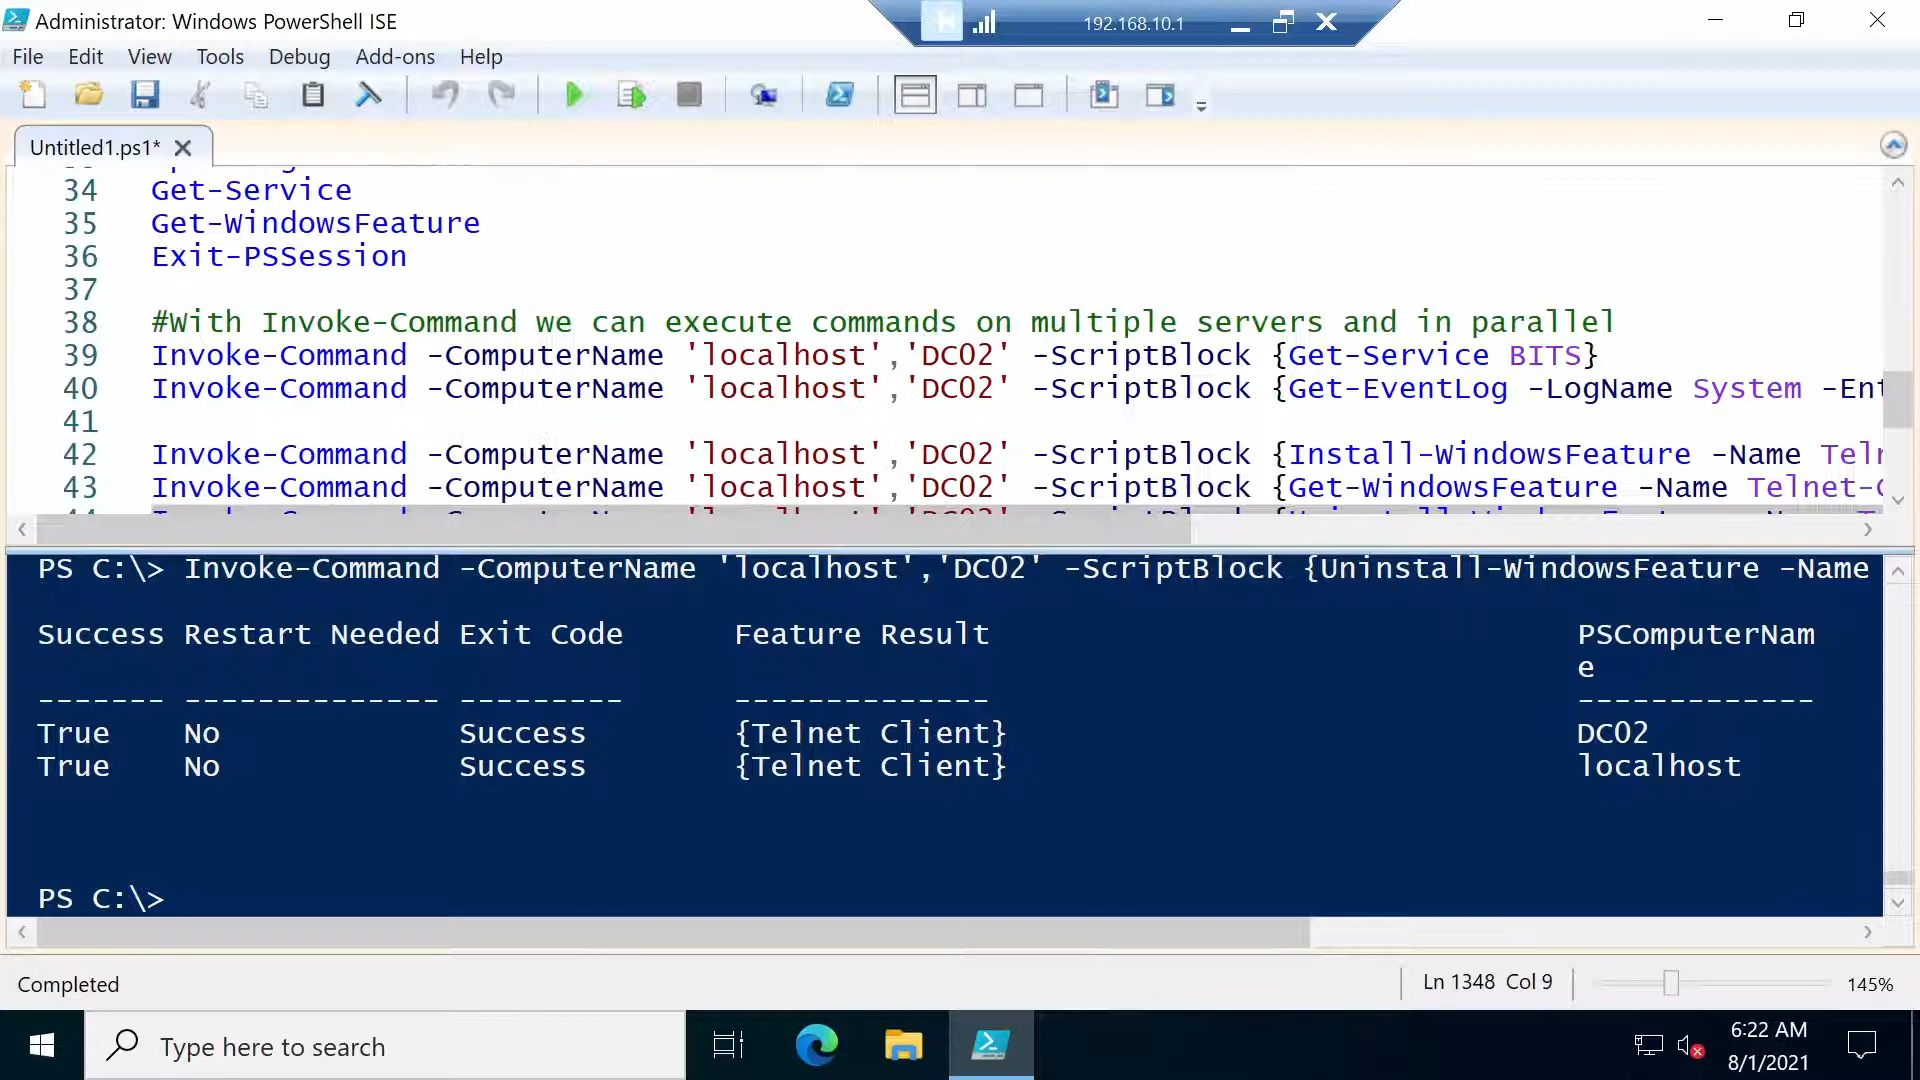 Administrator: Windows PowerShell ISE
192.168.10.1
File Edit View Tools Debug Add-ons Help
Untitled1.ps1*
34 Get-Service
35 Get-WindowsFeature
36 Exit-PSSession
37
38 #With Invoke-Command we can execute commands on multiple servers and in parallel
39 Invoke-Command -ComputerName 'localhost','DC02' -ScriptBlock {Get-Service BITS}
40 Invoke-Command -ComputerName 'localhost','DC02' -ScriptBlock {Get-EventLog -LogName System -Ent
41
42 Invoke-Command -ComputerName 'localhost','DC02' -ScriptBlock {Install-WindowsFeature -Name Teln
43 Invoke-Command -ComputerName 'localhost','DC02' -ScriptBlock {Get-WindowsFeature -Name Telnet-C
PS C:\> Invoke-Command -ComputerName 'localhost','DC02' -ScriptBlock {Uninstall-WindowsFeature -Name
Success Restart Needed Exit Code Feature Result PSComputerNam
e
------- -------------- --------- -------------- -------------
True No Success {Telnet Client} DC02
True No Success {Telnet Client} localhost
PS C:\>
Completed
Ln 1348 Col 9
145%
Type here to search
6:22 AM
8/1/2021